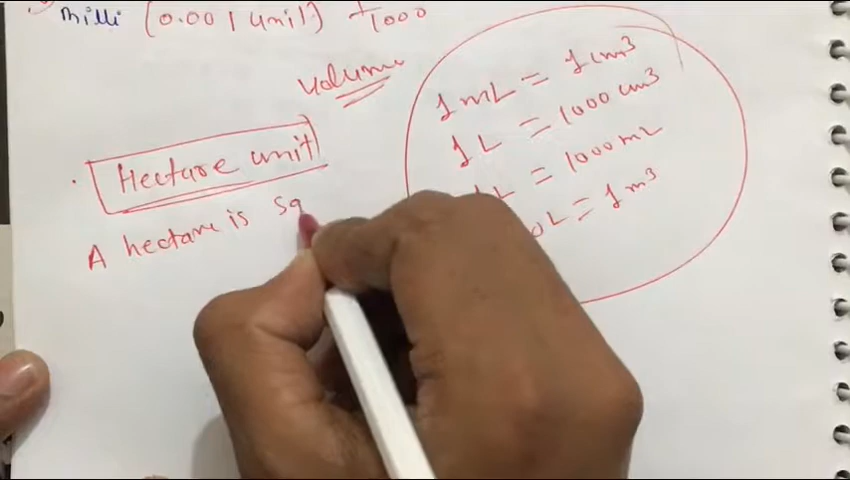 milli (0.001 unit) 1/1000
volume
1 mL = 1 cm³
1 L = 1000 cm³
Hectare unit
L = 1000 mL
L = 1 m³
A hectare is sq